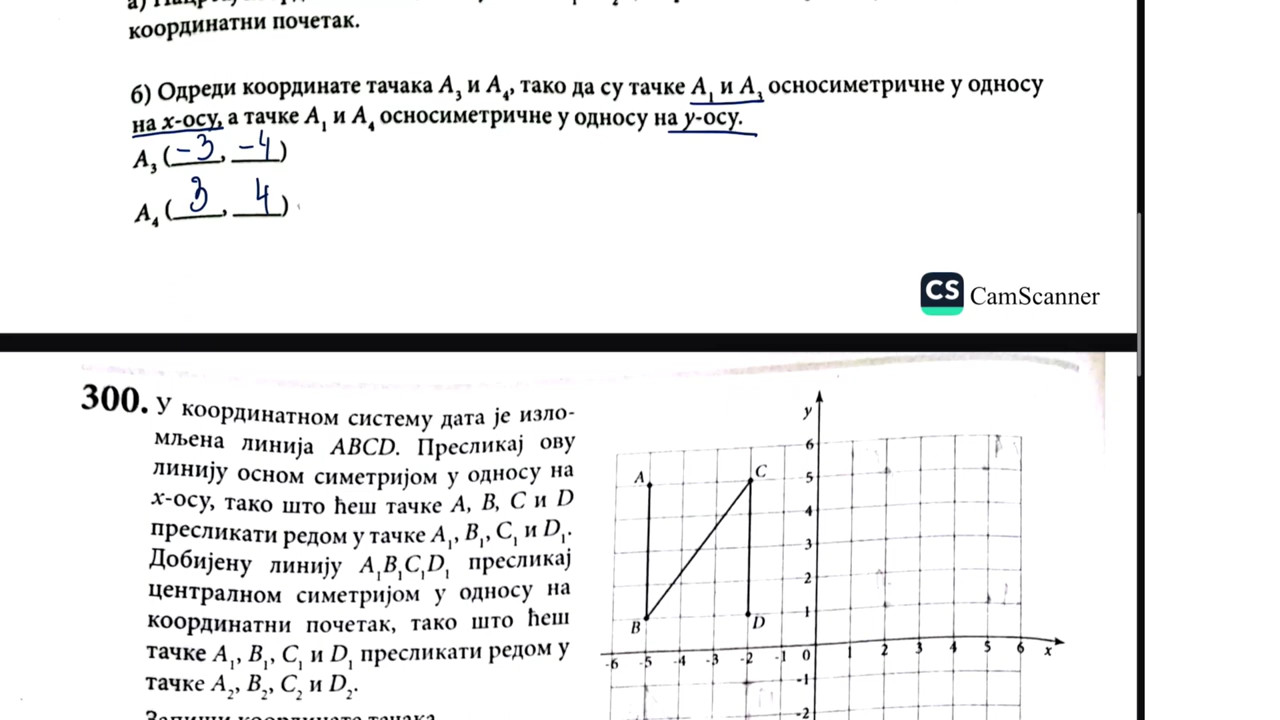 координатни почетак.
б) Одреди координате тачака A₃ и A₄, тако да су тачке A₁ и A₃ осносиметричне у односу
на x-осу, а тачке A₁ и A₄ осносиметричне у односу на y-осу.
A₃ (-3, -4)
A₄ (3, 4)
CS CamScanner
300. У координатном систему дата је изло-
мљена линија ABCD. Пресликај ову
линију осном симетријом у односу на
x-осу, тако што ћеш тачке A, B, C и D
пресликати редом у тачке A₁, B₁, C₁ и D₁.
Добијену линију A₁B₁C₁D₁ пресликај
централном симетријом у односу на
координатни почетак, тако што ћеш
тачке A₁, B₁, C₁ и D₁ пресликати редом у
тачке A₂, B₂, C₂ и D₂.
Запиши координате тачака
y
6
A C
5
4
3
2
B D 1
-6 -5 -4 -3 -2 -1 0 1 2 3 4 5 6 x
-1
-2